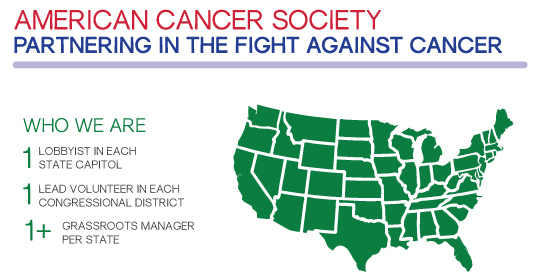 AMERICAN CANCER SOCIETY
PARTNERING IN THE FIGHT AGAINST CANCER
WHO WE ARE
1 LOBBYIST IN EACH
STATE CAPITOL
1 LEAD VOLUNTEER IN EACH
CONGRESSIONAL DISTRICT
1+ GRASSROOTS MANAGER
PER STATE